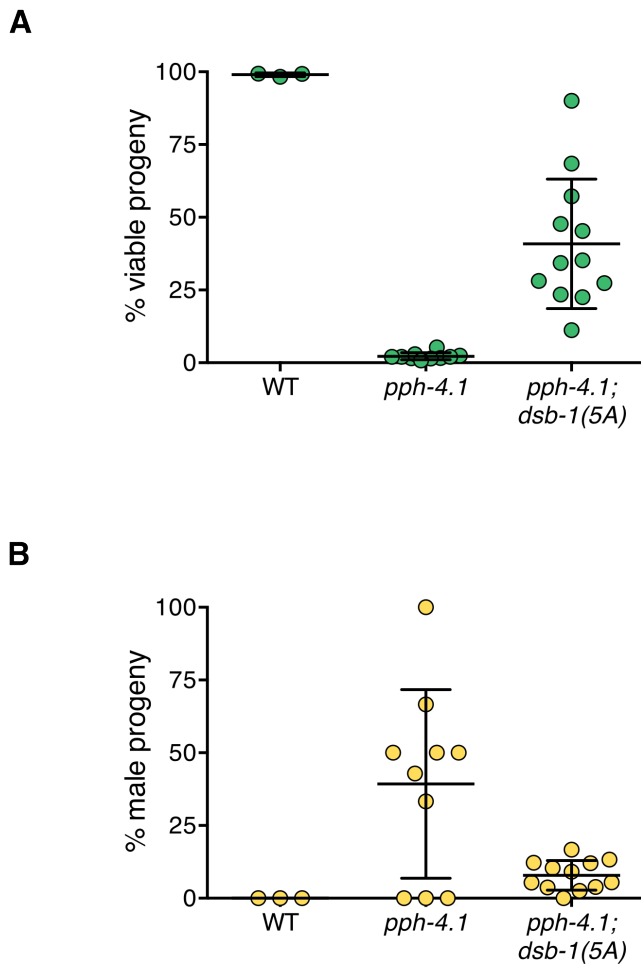 A
% viable progeny
100
75
50
25
0
WT
pph-4.1
pph-4.1;
dsb-1(5A)
B
% male progeny
100
75
50
25
0
WT
pph-4.1
pph-4.1;
dsb-1(5A)